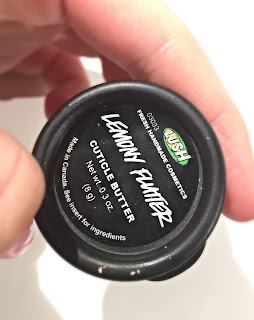 03033
LUSH
FRESH HANDMADE COSMETICS
LEMONY FLUTTER
CUTICLE BUTTER
Net wt. 0.3 oz.
(8 g)
Made in Canada. See insert for ingredients